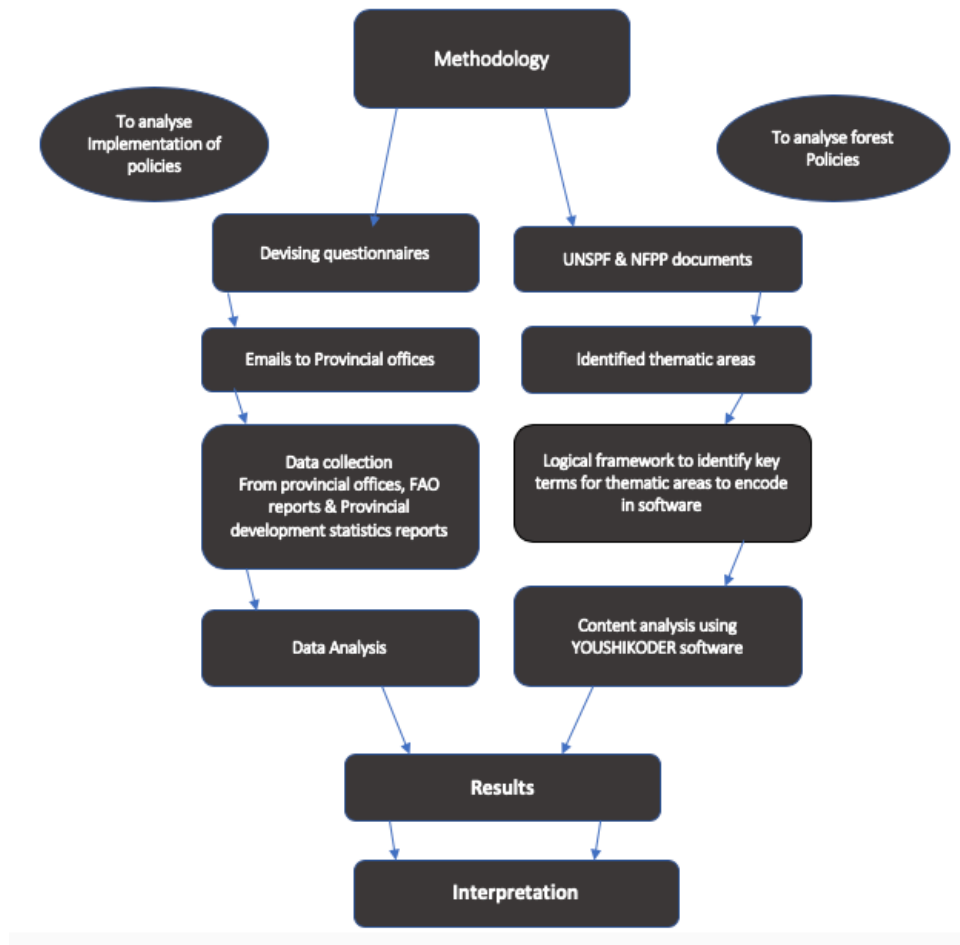 Methodology
To analyse
Implementation of
policies
To analyse forest
Policies
Devising questionnaires
UNSPF & NFPP documents
Emails to Provincial offices
Identified thematic areas
Data collection
From provincial offices, FAO
reports & Provincial
development statistics reports
Logical framework to identify key
terms for thematic areas to encode
in software
Data Analysis
Content analysis using
YOUSHIKODER software
Results
Interpretation